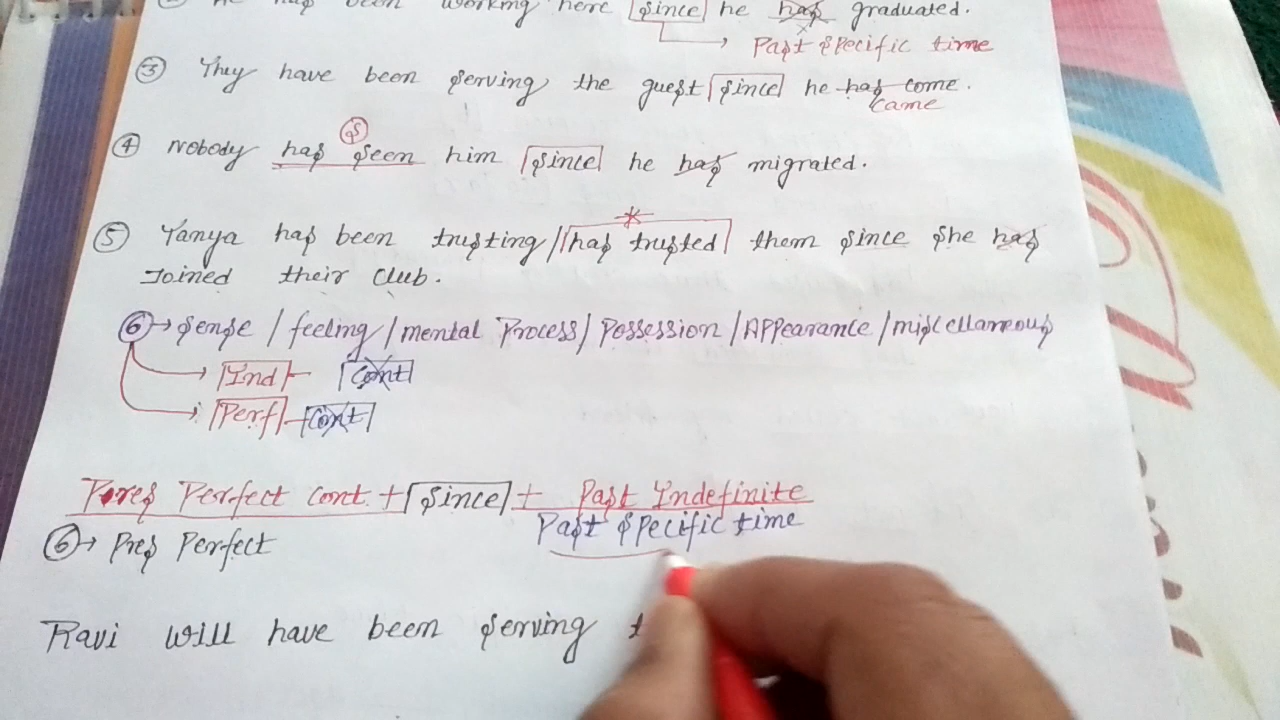 He has been working here since he has graduated.
Past specific time
③ They have been serving the guest since he has come.
came
④ Nobody has seen him since he has migrated.
⑤ Tanya has been trusting / has trusted them since she has
Joined their club.
⑥ → sense / feeling / mental Process / Possession / Appearance / miscellaneous
Ind - Cont
Perf - Cont
Pres Perfect Cont + since + Past Indefinite
Past specific time
⑥ → Pres Perfect
Ravi will have been serving